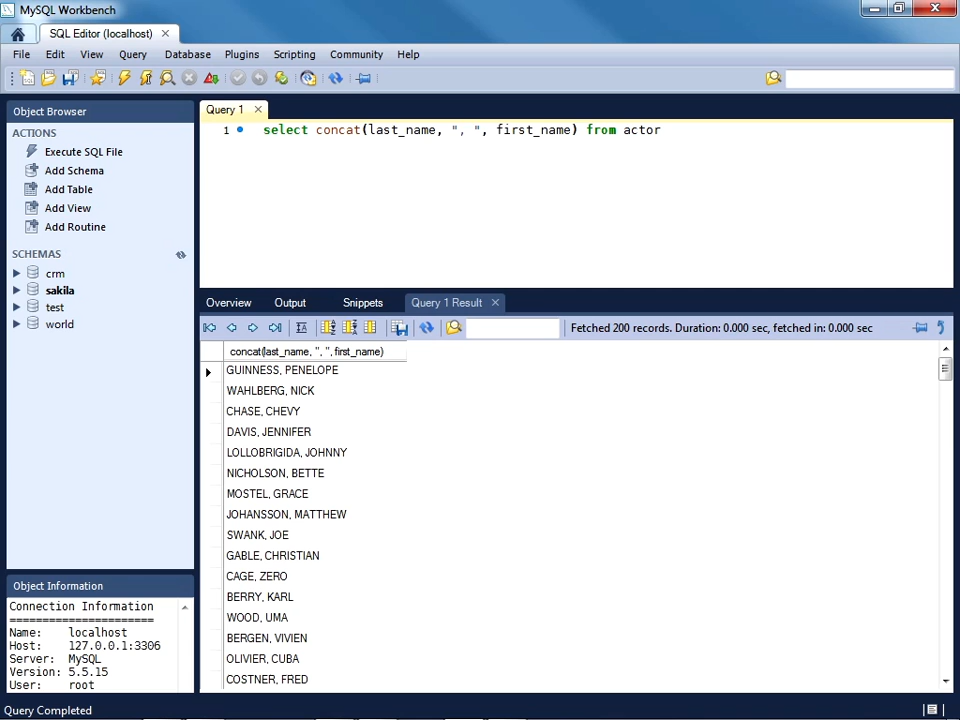 MySQL Workbench
SQL Editor (localhost)
File Edit View Query Database Plugins Scripting Community Help
Object Browser
ACTIONS
Execute SQL File
Add Schema
Add Table
Add View
Add Routine
SCHEMAS
crm
sakila
test
world
Object Information
Connection Information
=====================
Name: localhost
Host: 127.0.0.1:3306
Server: MySQL
Version: 5.5.15
User: root
Query 1
1 select concat(last_name, ", ", first_name) from actor
Overview Output Snippets Query 1 Result
Fetched 200 records. Duration: 0.000 sec, fetched in: 0.000 sec
concat(last_name, ", ", first_name)
GUINNESS, PENELOPE
WAHLBERG, NICK
CHASE, CHEVY
DAVIS, JENNIFER
LOLLOBRIGIDA, JOHNNY
NICHOLSON, BETTE
MOSTEL, GRACE
JOHANSSON, MATTHEW
SWANK, JOE
GABLE, CHRISTIAN
CAGE, ZERO
BERRY, KARL
WOOD, UMA
BERGEN, VIVIEN
OLIVIER, CUBA
COSTNER, FRED
Query Completed